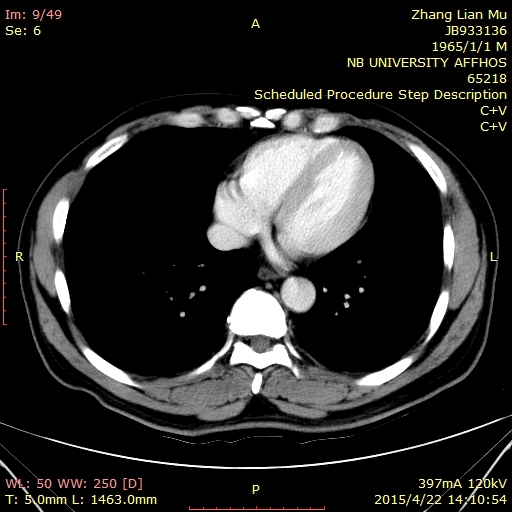 Im: 9/49
Se: 6
A
Zhang Lian Mu
JB933136
1965/1/1 M
NB UNIVERSITY AFFHOS
65218
Scheduled Procedure Step Description
C+V
C+V
R
L
WL: 50 WW: 250 [D]
T: 5.0mm L: 1463.0mm
P
397mA 120kV
2015/4/22 14:10:54